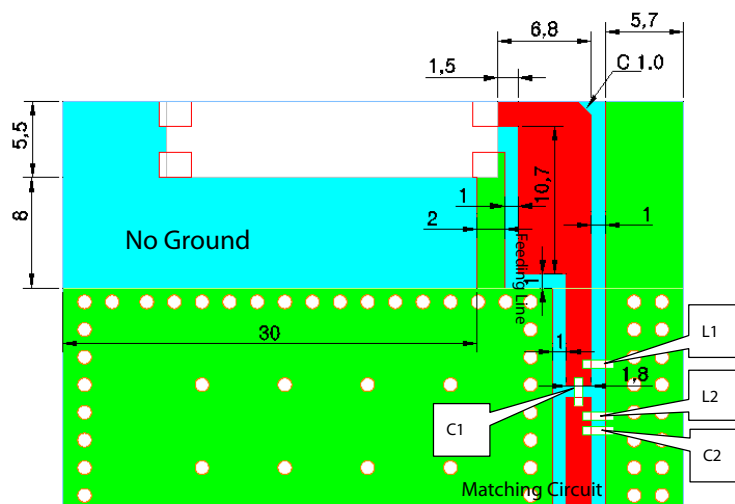 6,8
5,7
1,5
C 1.0
5,5
10,7
8
1
2
1
No Ground
Feeding Line
1
30
1
1,8
L1
L2
C1
C2
Matching Circuit